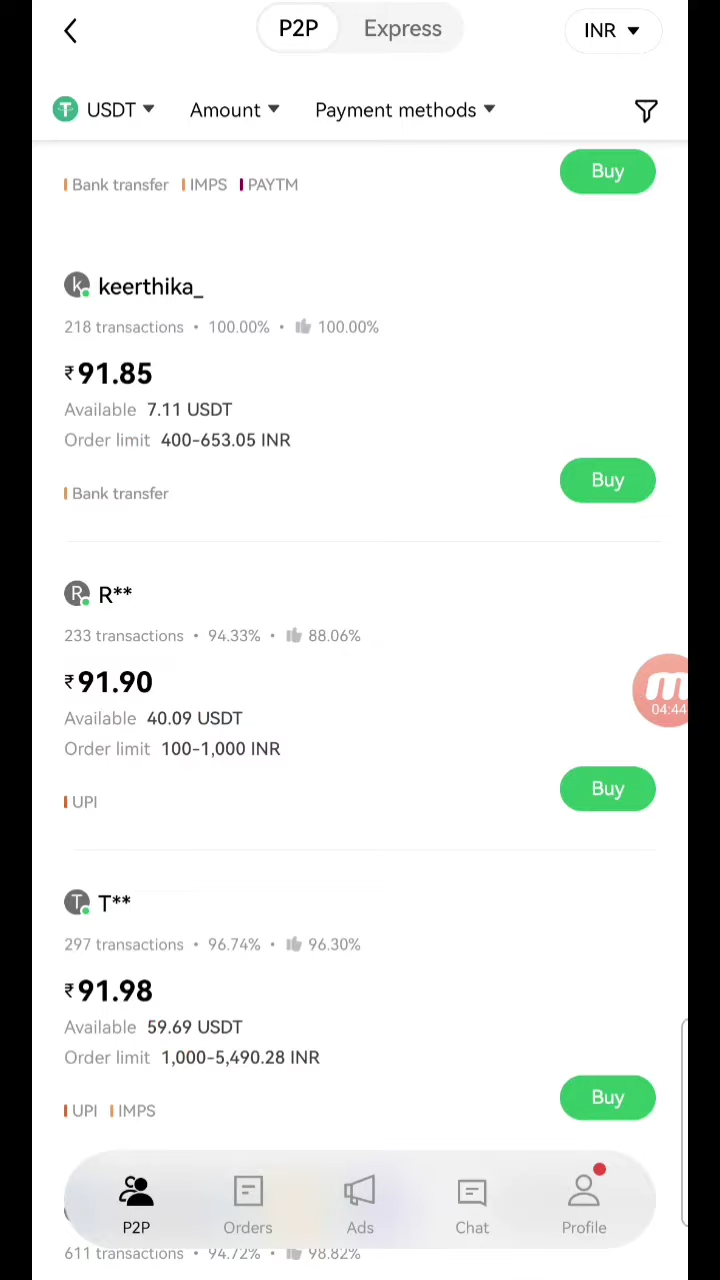 P2P Express INR
USDT Amount Payment methods
Buy
Bank transfer IMPS PAYTM
k keerthika_
218 transactions • 100.00% • 100.00%
₹91.85
Available 7.11 USDT
Order limit 400-653.05 INR
Buy
Bank transfer
R R**
233 transactions • 94.33% • 88.06%
₹91.90
Available 40.09 USDT
04:44
Order limit 100-1,000 INR
Buy
UPI
T T**
297 transactions • 96.74% • 96.30%
₹91.98
Available 59.69 USDT
Order limit 1,000-5,490.28 INR
Buy
UPI IMPS
P2P Orders Ads Chat Profile
611 transactions • 94.72% • 98.82%